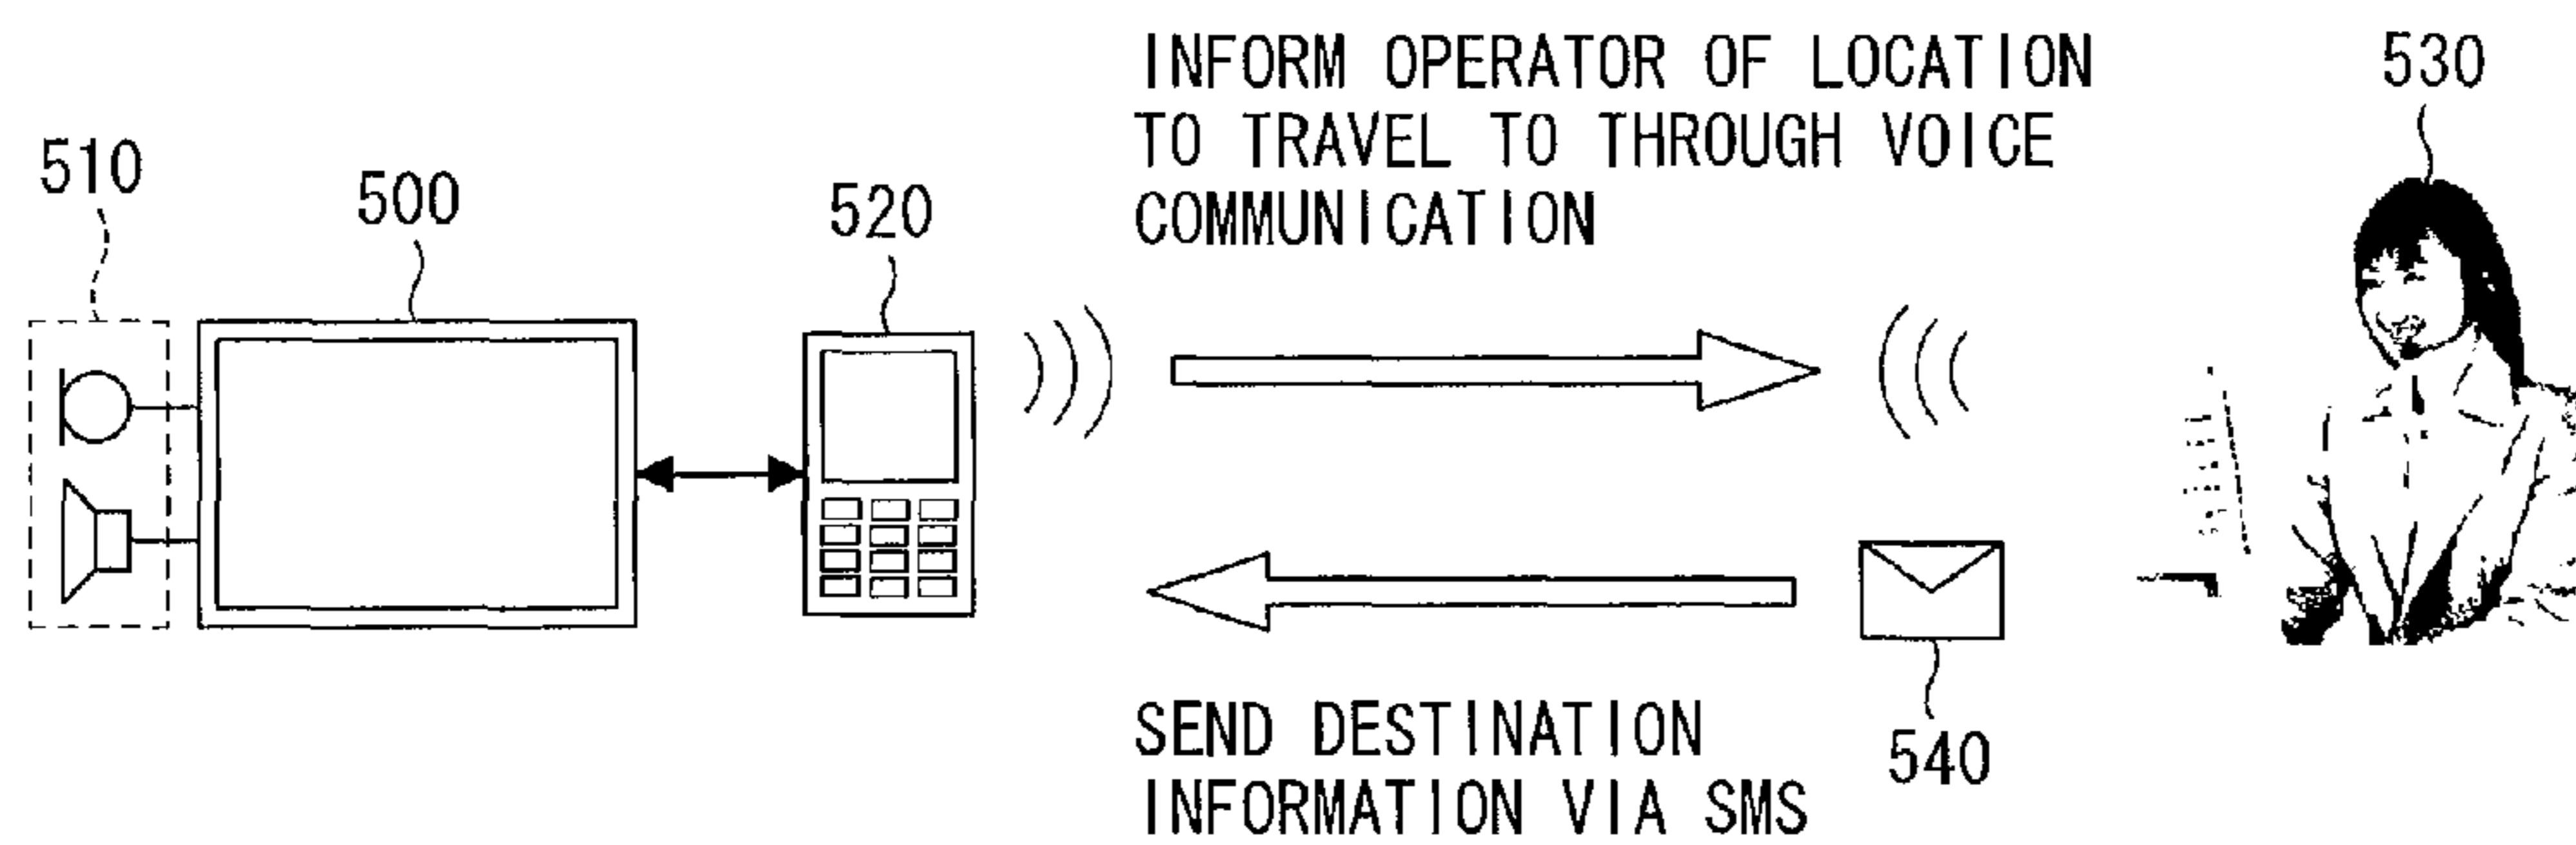 INFORM OPERATOR OF LOCATION
TO TRAVEL TO THROUGH VOICE
COMMUNICATION
530
510
500
520
540
SEND DESTINATION
INFORMATION VIA SMS